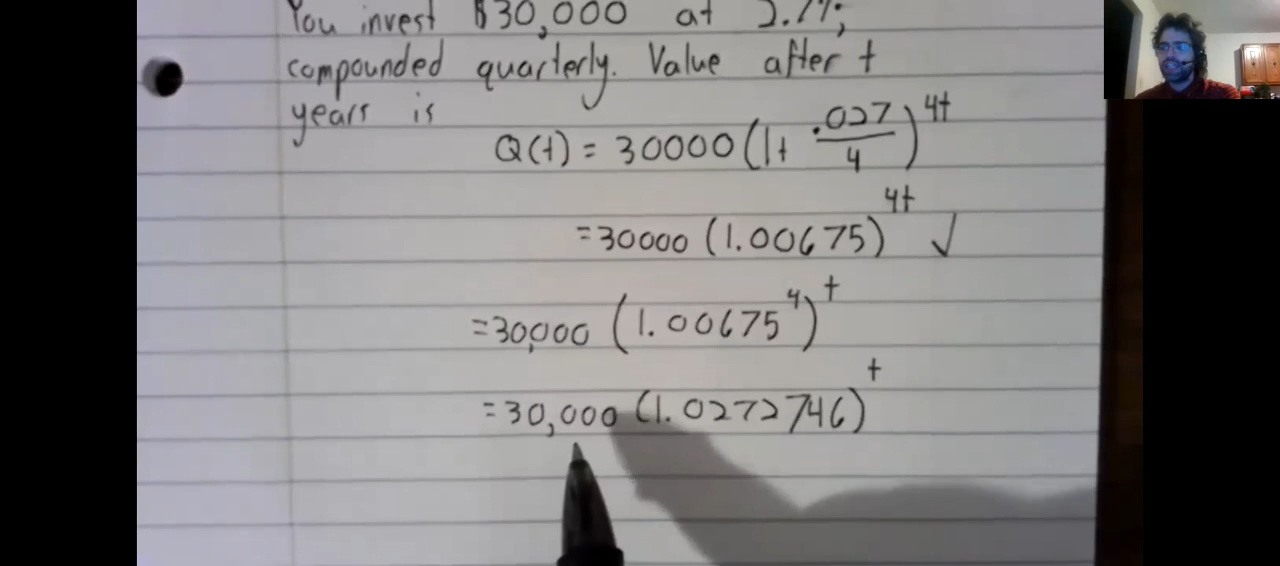 You invest $30,000 at 2.7%,
compounded quarterly. Value after t
years is
Q(t) = 30000 (1+ .027/4)^4t
=30000 (1.00675)^4t ✓
=30,000 (1.00675^4)^t
=30,000 (1.0272746)^t